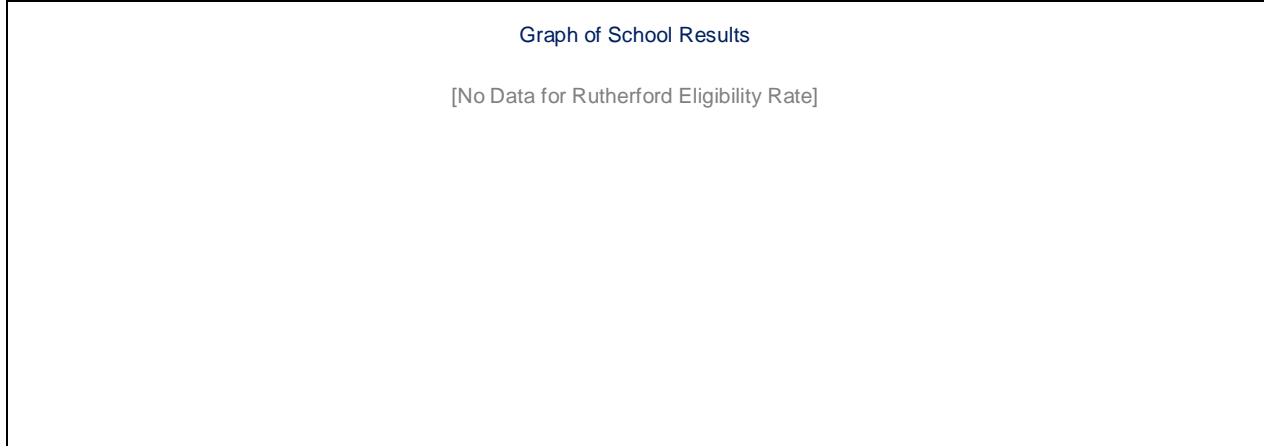 Graph of School Results
[No Data for Rutherford Eligibility Rate]